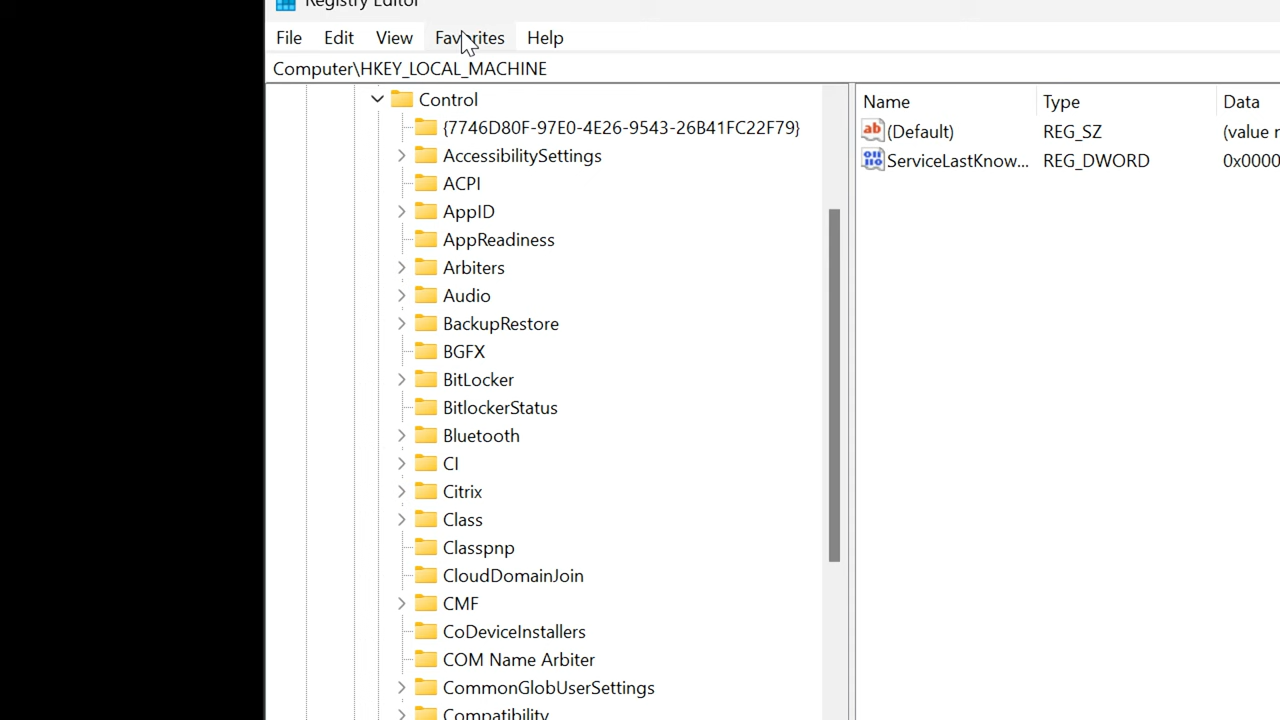 Registry Editor
File Edit View Favorites Help
Computer\HKEY_LOCAL_MACHINE
Control
{7746D80F-97E0-4E26-9543-26B41FC22F79}
AccessibilitySettings
ACPI
AppID
AppReadiness
Arbiters
Audio
BackupRestore
BGFX
BitLocker
BitlockerStatus
Bluetooth
CI
Citrix
Class
Classpnp
CloudDomainJoin
CMF
CoDeviceInstallers
COM Name Arbiter
CommonGlobUserSettings
Compatibility
Name Type Data
(Default) REG_SZ (value
ServiceLastKnow... REG_DWORD 0x0000